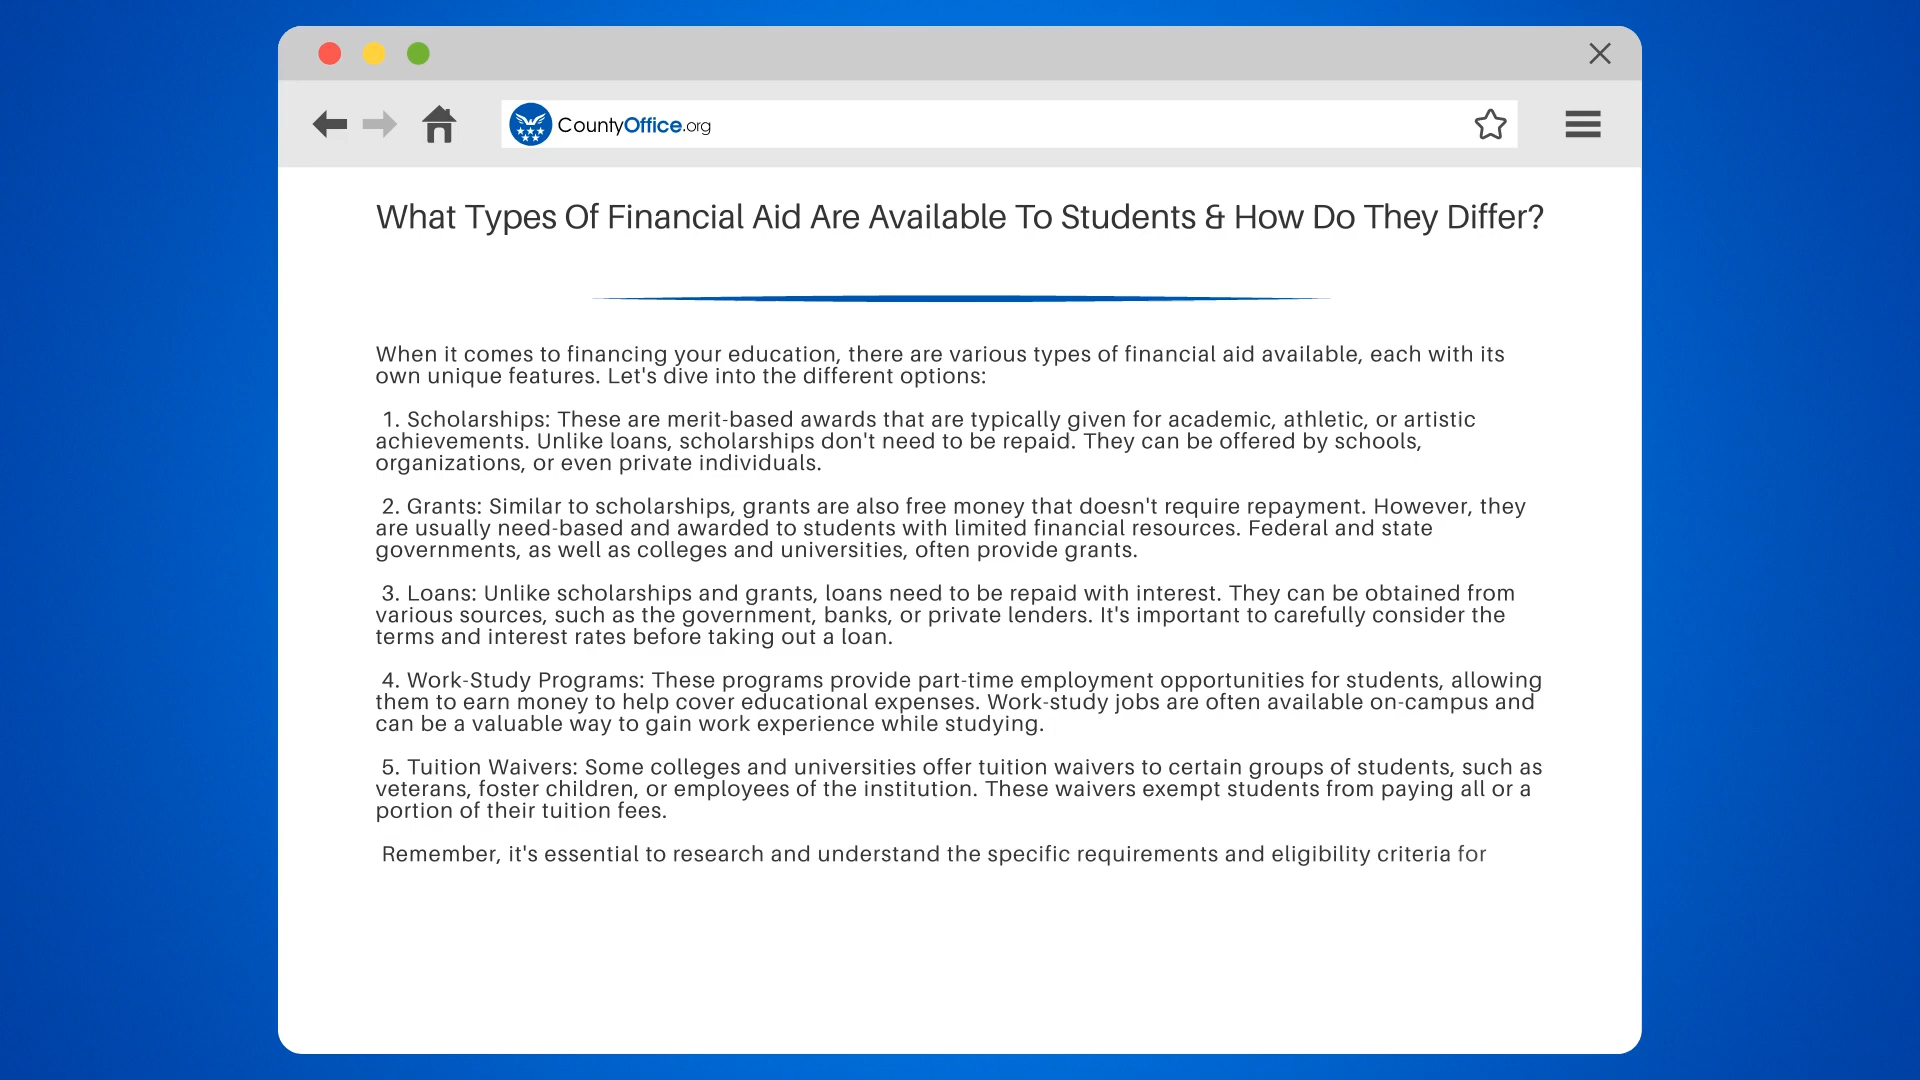 CountyOffice.org
What Types Of Financial Aid Are Available To Students & How Do They Differ?
When it comes to financing your education, there are various types of financial aid available, each with its
own unique features. Let's dive into the different options:
1. Scholarships: These are merit-based awards that are typically given for academic, athletic, or artistic
achievements. Unlike loans, scholarships don't need to be repaid. They can be offered by schools,
organizations, or even private individuals.
2. Grants: Similar to scholarships, grants are also free money that doesn't require repayment. However, they
are usually need-based and awarded to students with limited financial resources. Federal and state
governments, as well as colleges and universities, often provide grants.
3. Loans: Unlike scholarships and grants, loans need to be repaid with interest. They can be obtained from
various sources, such as the government, banks, or private lenders. It's important to carefully consider the
terms and interest rates before taking out a loan.
4. Work-Study Programs: These programs provide part-time employment opportunities for students, allowing
them to earn money to help cover educational expenses. Work-study jobs are often available on-campus and
can be a valuable way to gain work experience while studying.
5. Tuition Waivers: Some colleges and universities offer tuition waivers to certain groups of students, such as
veterans, foster children, or employees of the institution. These waivers exempt students from paying all or a
portion of their tuition fees.
Remember, it's essential to research and understand the specific requirements and eligibility criteria for